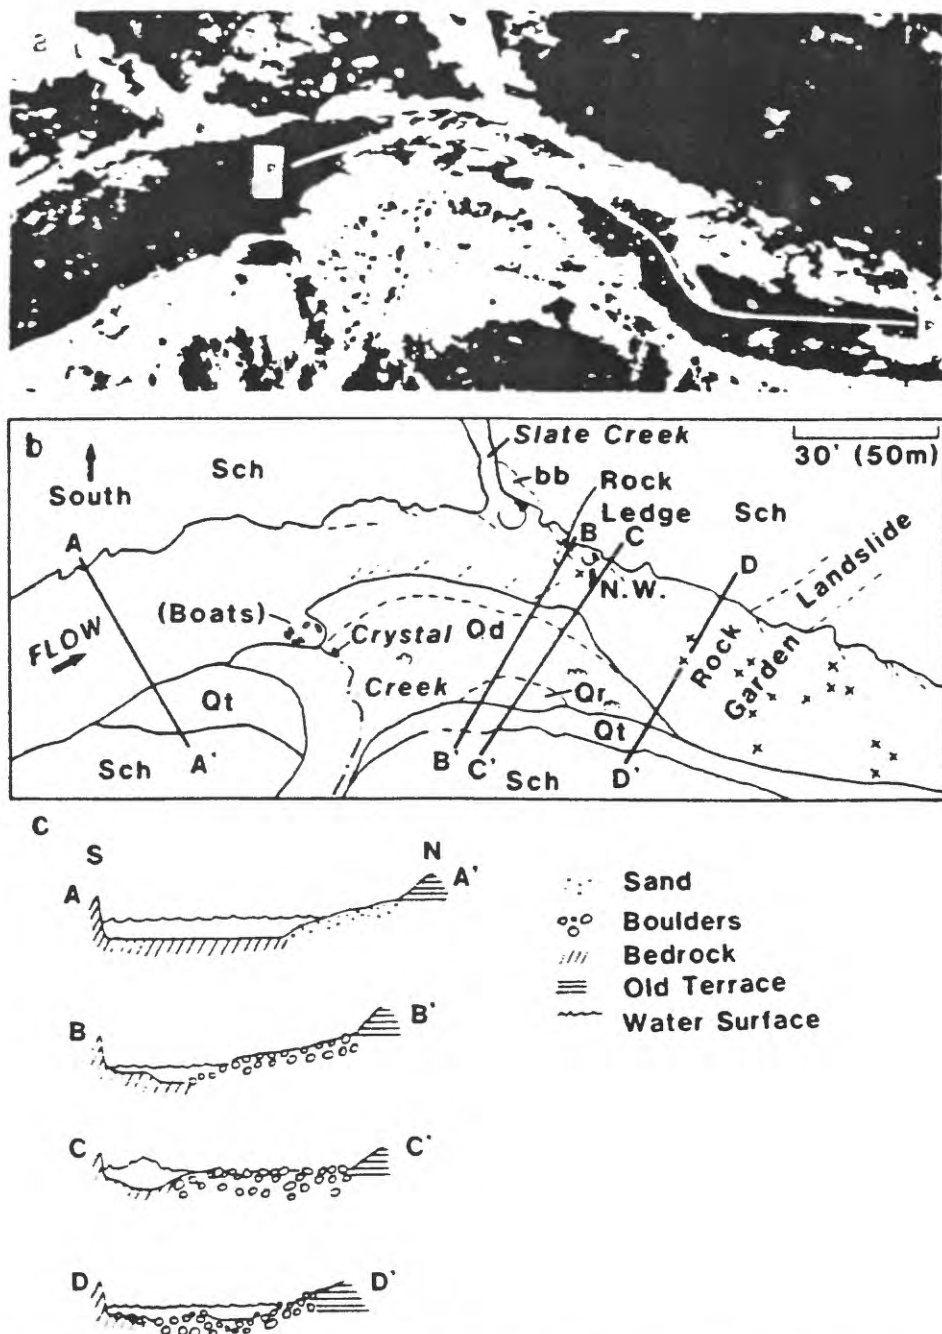 a
b
Slate Creek
30' (50m)
Sch
bb
South
Rock
Ledge
Sch
A
B
C
D
Landslide
N.W.
(Boats)
FLOW
Crystal
Qd
Rock
Garden
Creek
Qr
Qt
Qt
Sch
A'
B'
C'
Sch
D'
c
S
N
A
A'
Sand
Boulders
Bedrock
Old Terrace
Water Surface
B
B'
C
C'
D
D'